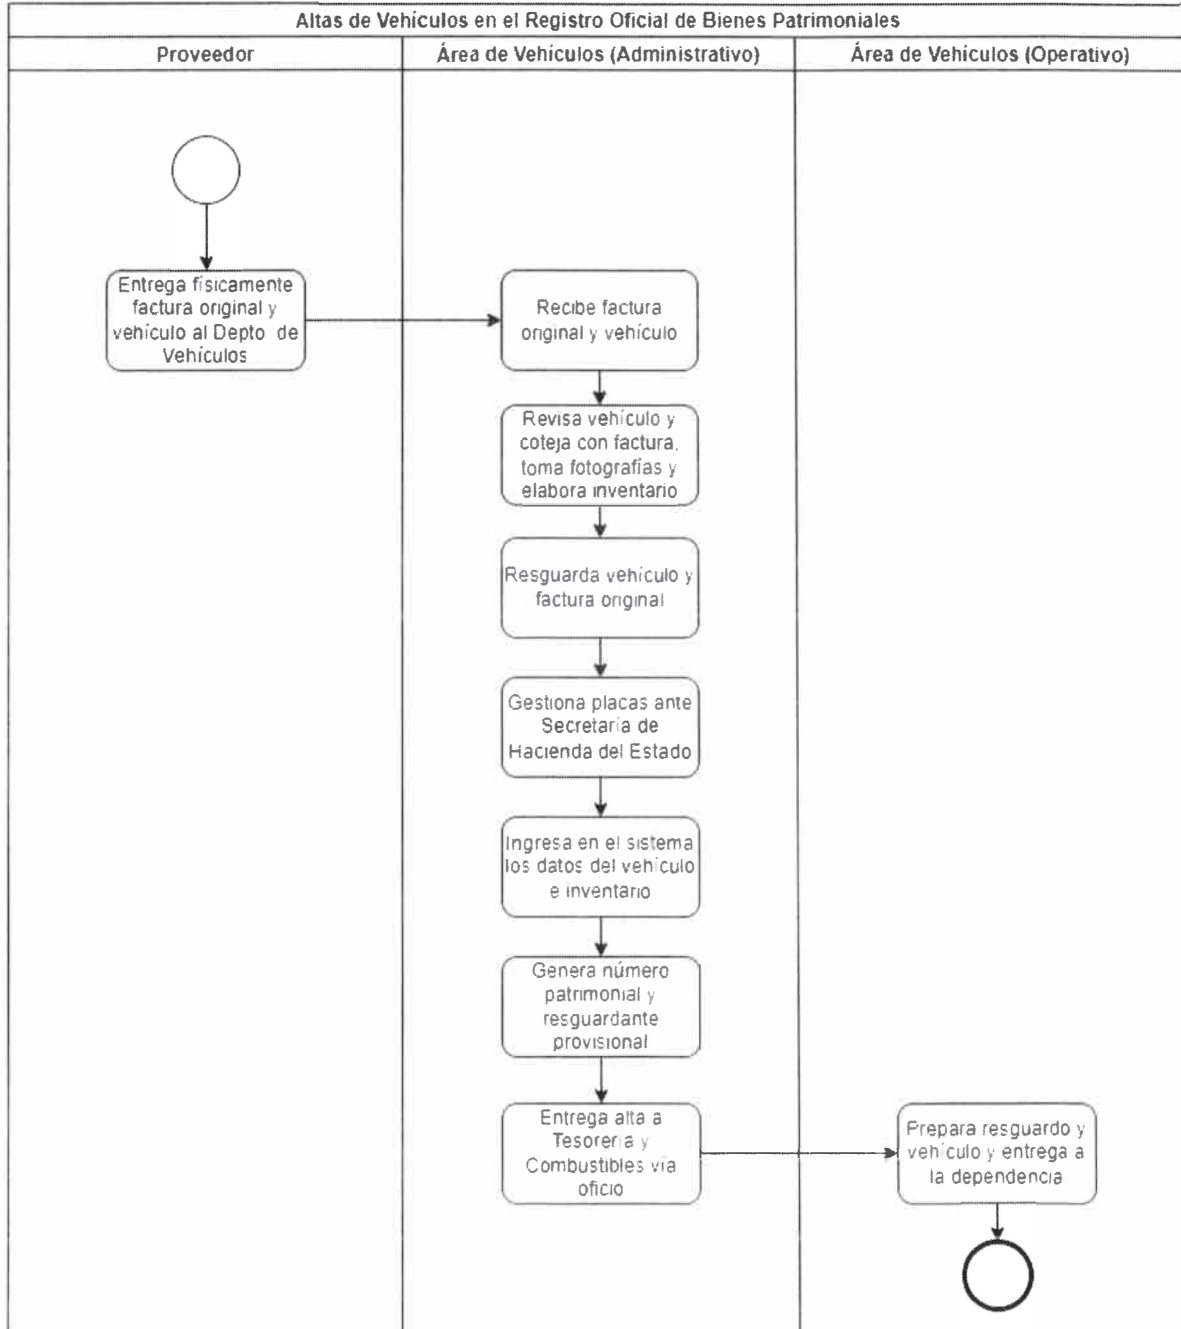 Altas de Vehículos en el Registro Oficial de Bienes Patrimoniales
Proveedor
Área de Vehículos (Administrativo)
Área de Vehículos (Operativo)
Entrega físicamente
factura original y
vehículo al Depto de
Vehículos
Recibe factura
original y vehículo
Revisa vehículo y
coteja con factura,
toma fotografías y
elabora inventario
Resguarda vehículo y
factura original
Gestiona placas ante
Secretaría de
Hacienda del Estado
Ingresa en el sistema
los datos del vehículo
e inventario
Genera número
patrimonial y
resguardante
provisional
Entrega alta a
Tesorería y
Combustibles vía
oficio
Prepara resguardo y
vehículo y entrega a
la dependencia